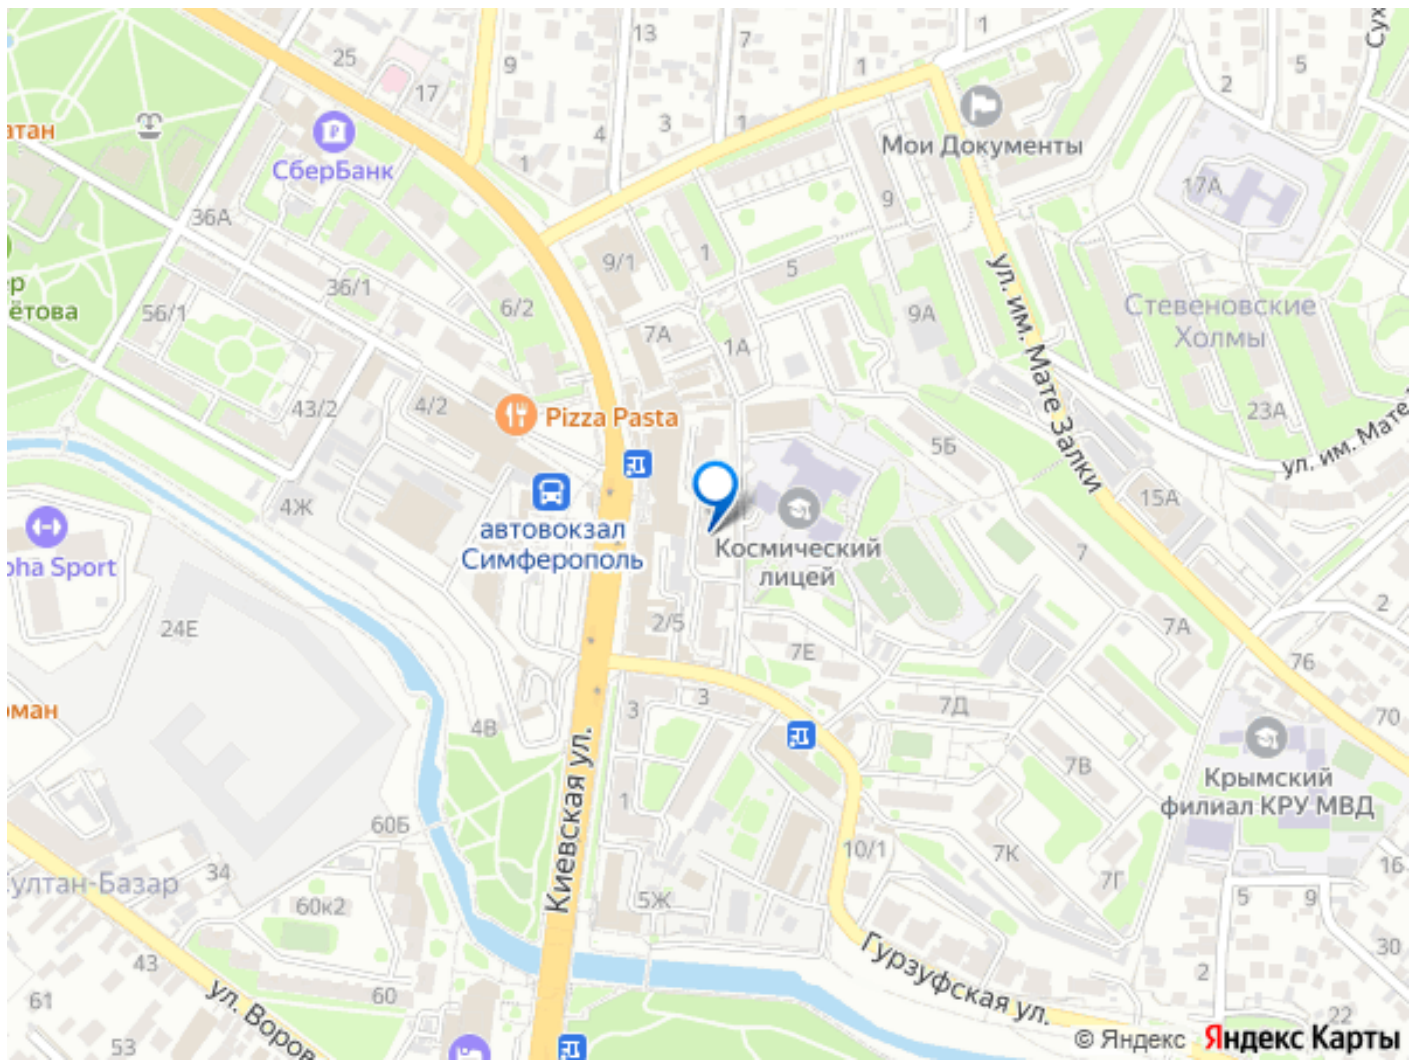 25
13
7
1
9
17
1
5
2
Сух
атан
СберБанк
4
3
1
1
Мои Документы
17А
36А
9
9/1
1
5
ул. им. Мате Залки
Стевеновские
Холмы
36/1
6/2
9А
ётова
56/1
7А
1А
43/2
4/2
Pizza Pasta
5Б
23А
ул. им. Мате
4Ж
автовокзал
Симферополь
15А
Космический
лицей
7
pha Sport
24Е
2/5
7Е
7А
2
76
рман
4В
3
3
7Д
70
Киевская ул.
7В
Крымский
филиал КРУ МВД
60Б
1
10/1
7К
16
34
ултан-Базар
7Г
5
9
60к2
5Ж
Гурзуфская ул.
30
43
2
61
60
ул. Воров
22
53
© Яндекс Яндекс Карты